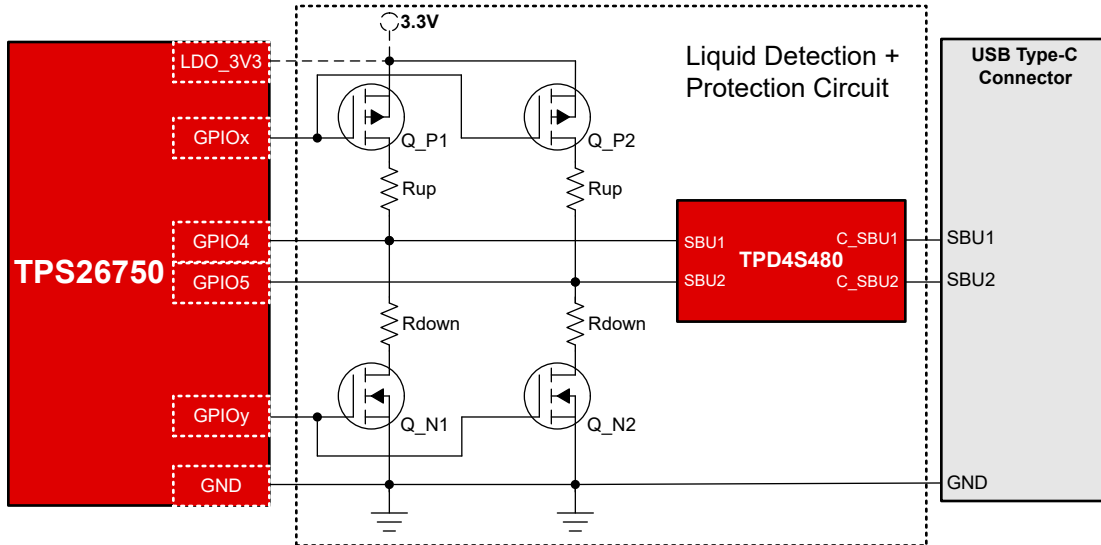 3.3V
LDO_3V3
Liquid Detection +
Protection Circuit
USB Type-C
Connector
GPIOx
Q_P1
Q_P2
Rup
Rup
TPS26750
GPIO4
GPIO5
SBU1
C_SBU1
TPD4S480
SBU2
C_SBU2
SBU1
SBU2
Rdown
Rdown
GPIOy
Q_N1
Q_N2
GND
GND